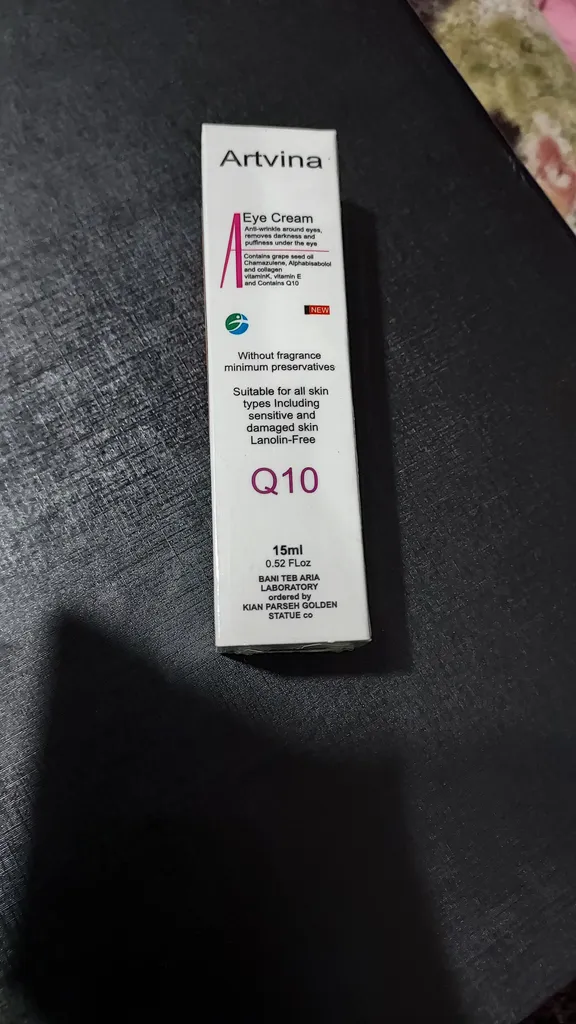 Artvina
Eye Cream
Anti-wrinkle around eyes,
removes darkness and
puffiness under the eye
Contains grape seed oil
Chamazulene, Alphabisabolol
and collagen
vitaminK, vitamin E
and Contains Q10
NEW
Without fragrance
minimum preservatives
Suitable for all skin
types Including
sensitive and
damaged skin
Lanolin-Free
Q10
15ml
0.52 FLoz
BANI TEB ARIA
LABORATORY
ordered by
KIAN PARSEH GOLDEN
STATUE co